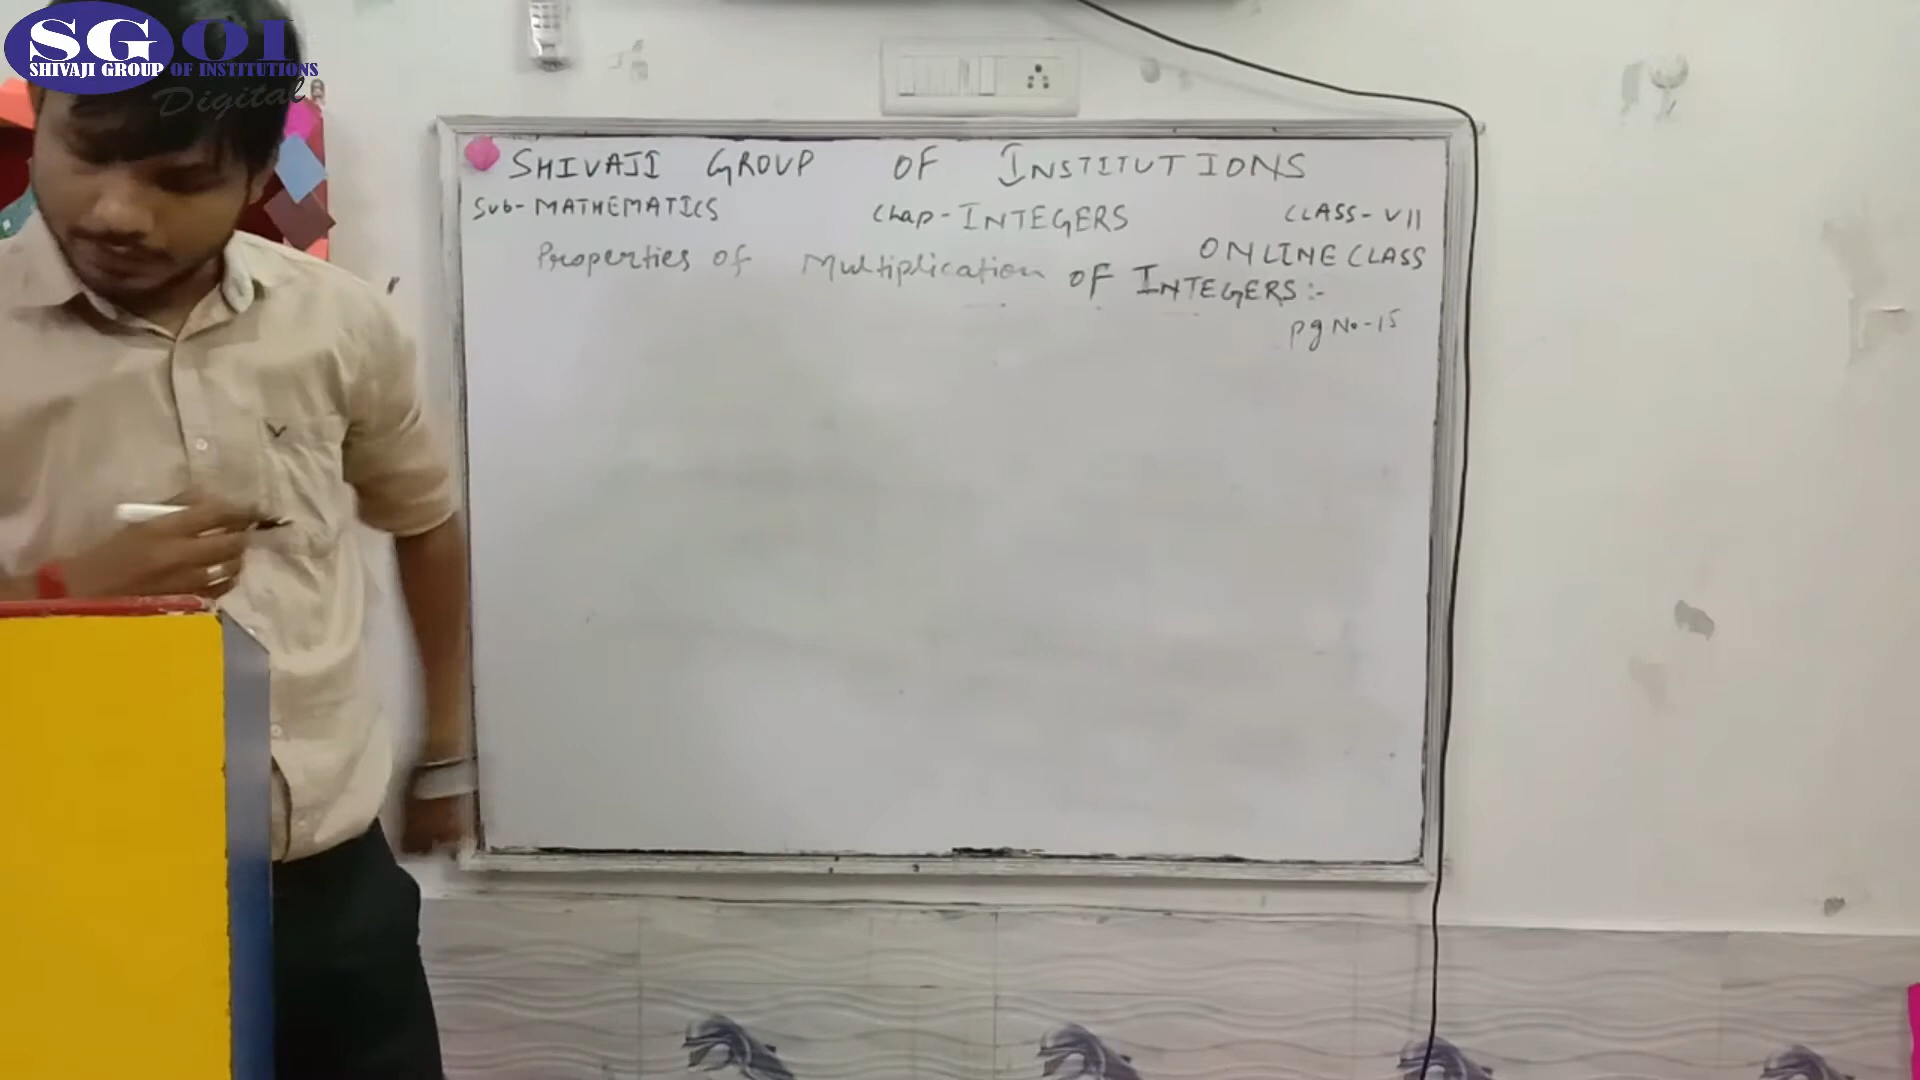 SGOI
SHIVAJI GROUP OF INSTITUTIONS
Digital
SHIVAJI GROUP OF INSTITUTIONS
Sub- MATHEMATICS Chap- INTEGERS CLASS- VII
ONLINE CLASS
Properties of Multiplication OF INTEGERS :-
Pg No-15